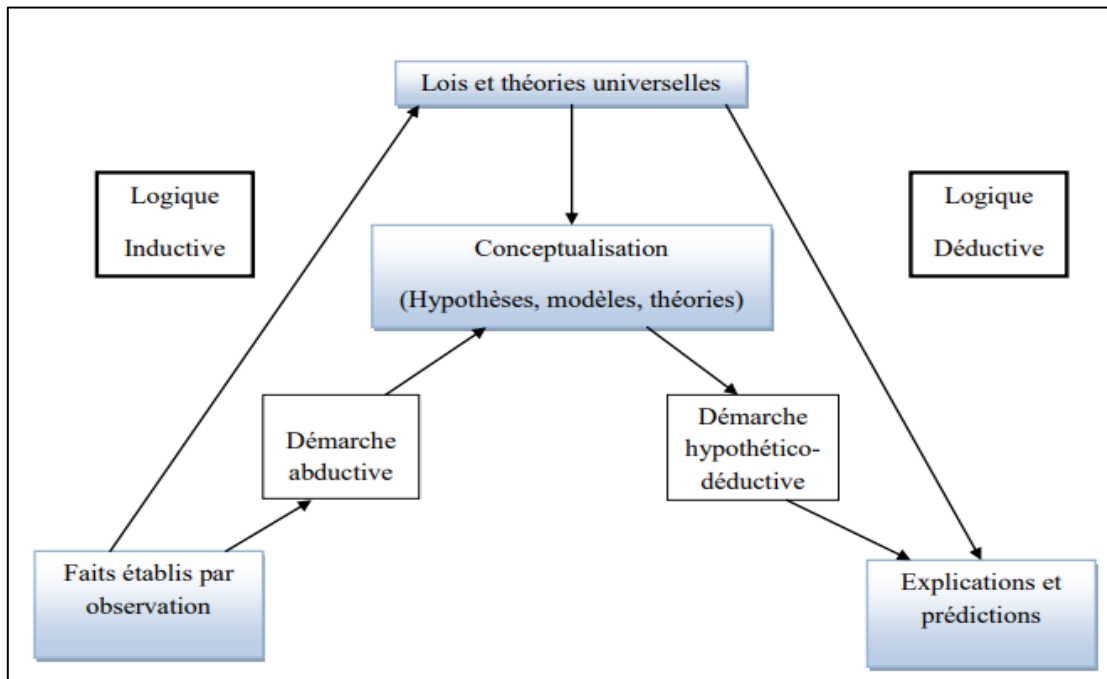 Lois et théories universelles
Logique
Inductive
Logique
Déductive
Conceptualisation
(Hypothèses, modèles, théories)
Démarche
abductive
Démarche
hypothético-
déductive
Faits établis par
observation
Explications et
prédictions